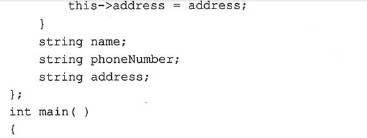 this->address = address;
}
string name;
string phoneNumber;
string address;
};
int main( )
{